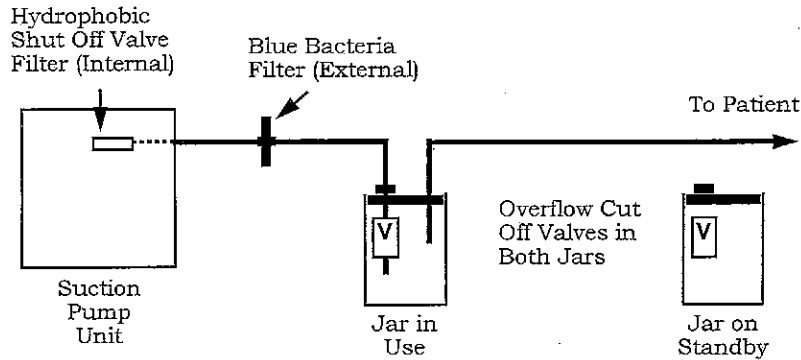 Hydrophobic
Shut Off Valve
Filter (Internal)
Blue Bacteria
Filter (External)
To Patient
V
Overflow Cut
Off Valves in
Both Jars
V
Suction
Pump
Unit
Jar in
Use
Jar on
Standby